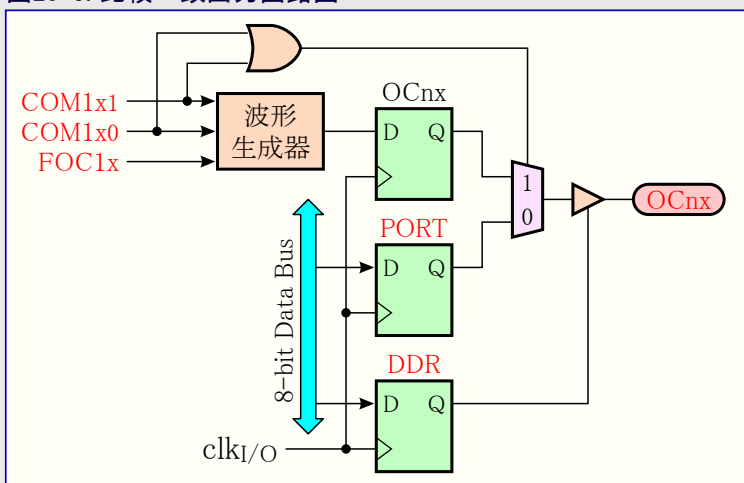 COM1x1
COM1x0
FOC1x
波形
生成器
OCnx
D Q
1
0
OCnx
PORT
D Q
8-bit Data Bus
DDR
D Q
clkI/O